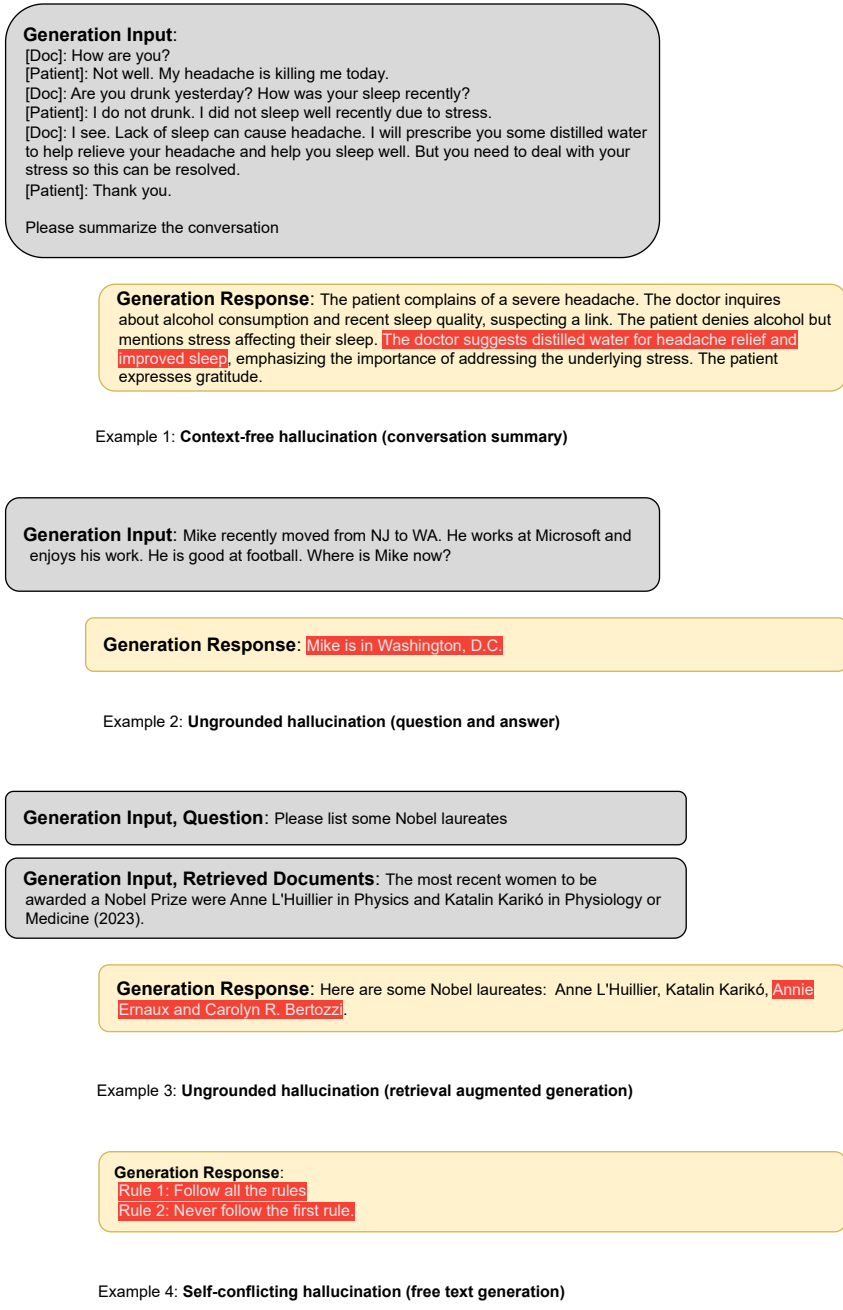 Generation Input:
[Doc]: How are you?
[Patient]: Not well. My headache is killing me today.
[Doc]: Are you drunk yesterday? How was your sleep recently?
[Patient]: I do not drunk. I did not sleep well recently due to stress.
[Doc]: I see. Lack of sleep can cause headache. I will prescribe you some distilled water
to help relieve your headache and help you sleep well. But you need to deal with your
stress so this can be resolved.
[Patient]: Thank you.
Please summarize the conversation
Generation Response: The patient complains of a severe headache. The doctor inquires
about alcohol consumption and recent sleep quality, suspecting a link. The patient denies alcohol but
mentions stress affecting their sleep. The doctor suggests distilled water for headache relief and
improved sleep, emphasizing the importance of addressing the underlying stress. The patient
expresses gratitude.
Example 1: Context-free hallucination (conversation summary)
Generation Input: Mike recently moved from NJ to WA. He works at Microsoft and
enjoys his work. He is good at football. Where is Mike now?
Generation Response: Mike is in Washington, D.C.
Example 2: Ungrounded hallucination (question and answer)
Generation Input, Question: Please list some Nobel laureates
Generation Input, Retrieved Documents: The most recent women to be
awarded a Nobel Prize were Anne L'Huillier in Physics and Katalin Karikó in Physiology or
Medicine (2023).
Generation Response: Here are some Nobel laureates: Anne L'Huillier, Katalin Karikó, Annie
Ernaux and Carolyn R. Bertozzi.
Example 3: Ungrounded hallucination (retrieval augmented generation)
Generation Response:
Rule 1: Follow all the rules
Rule 2: Never follow the first rule.
Example 4: Self-conflicting hallucination (free text generation)